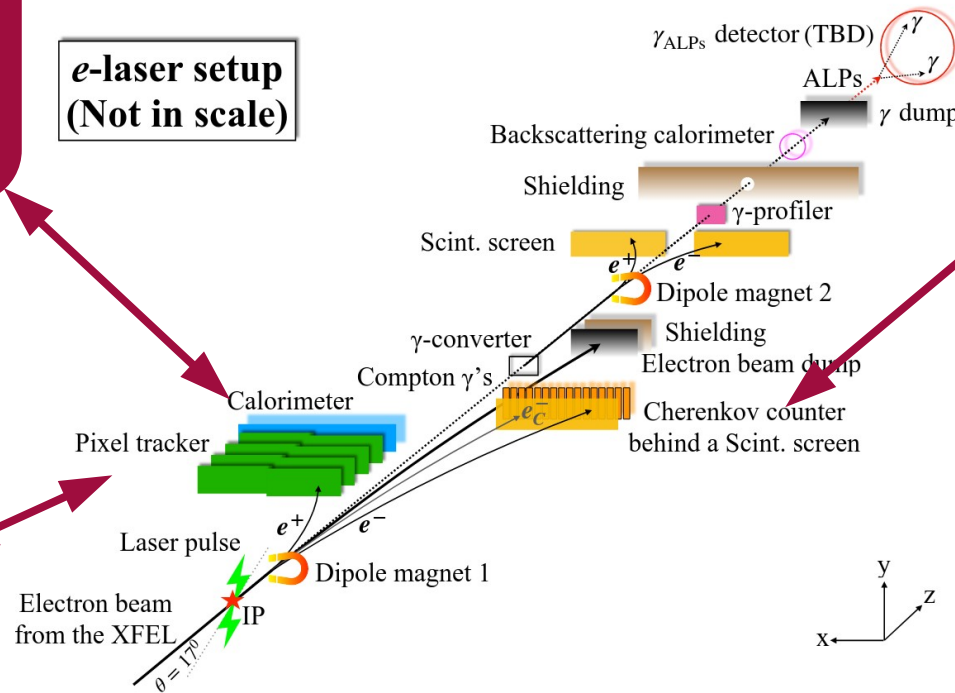 e-laser setup
(Not in scale)
γALPs detector (TBD)
γ
γ
ALPs
γ dump
Backscattering calorimeter
Shielding
γ-profiler
Scint. screen
e⁺
e⁻
Dipole magnet 2
γ-converter
Shielding
Electron beam dump
Compton γ's
Calorimeter
e⁻C
Cherenkov counter
behind a Scint. screen
Pixel tracker
e⁺
e⁻
Laser pulse
Dipole magnet 1
Electron beam
from the XFEL
IP
θ = 17⁰
y
z
x